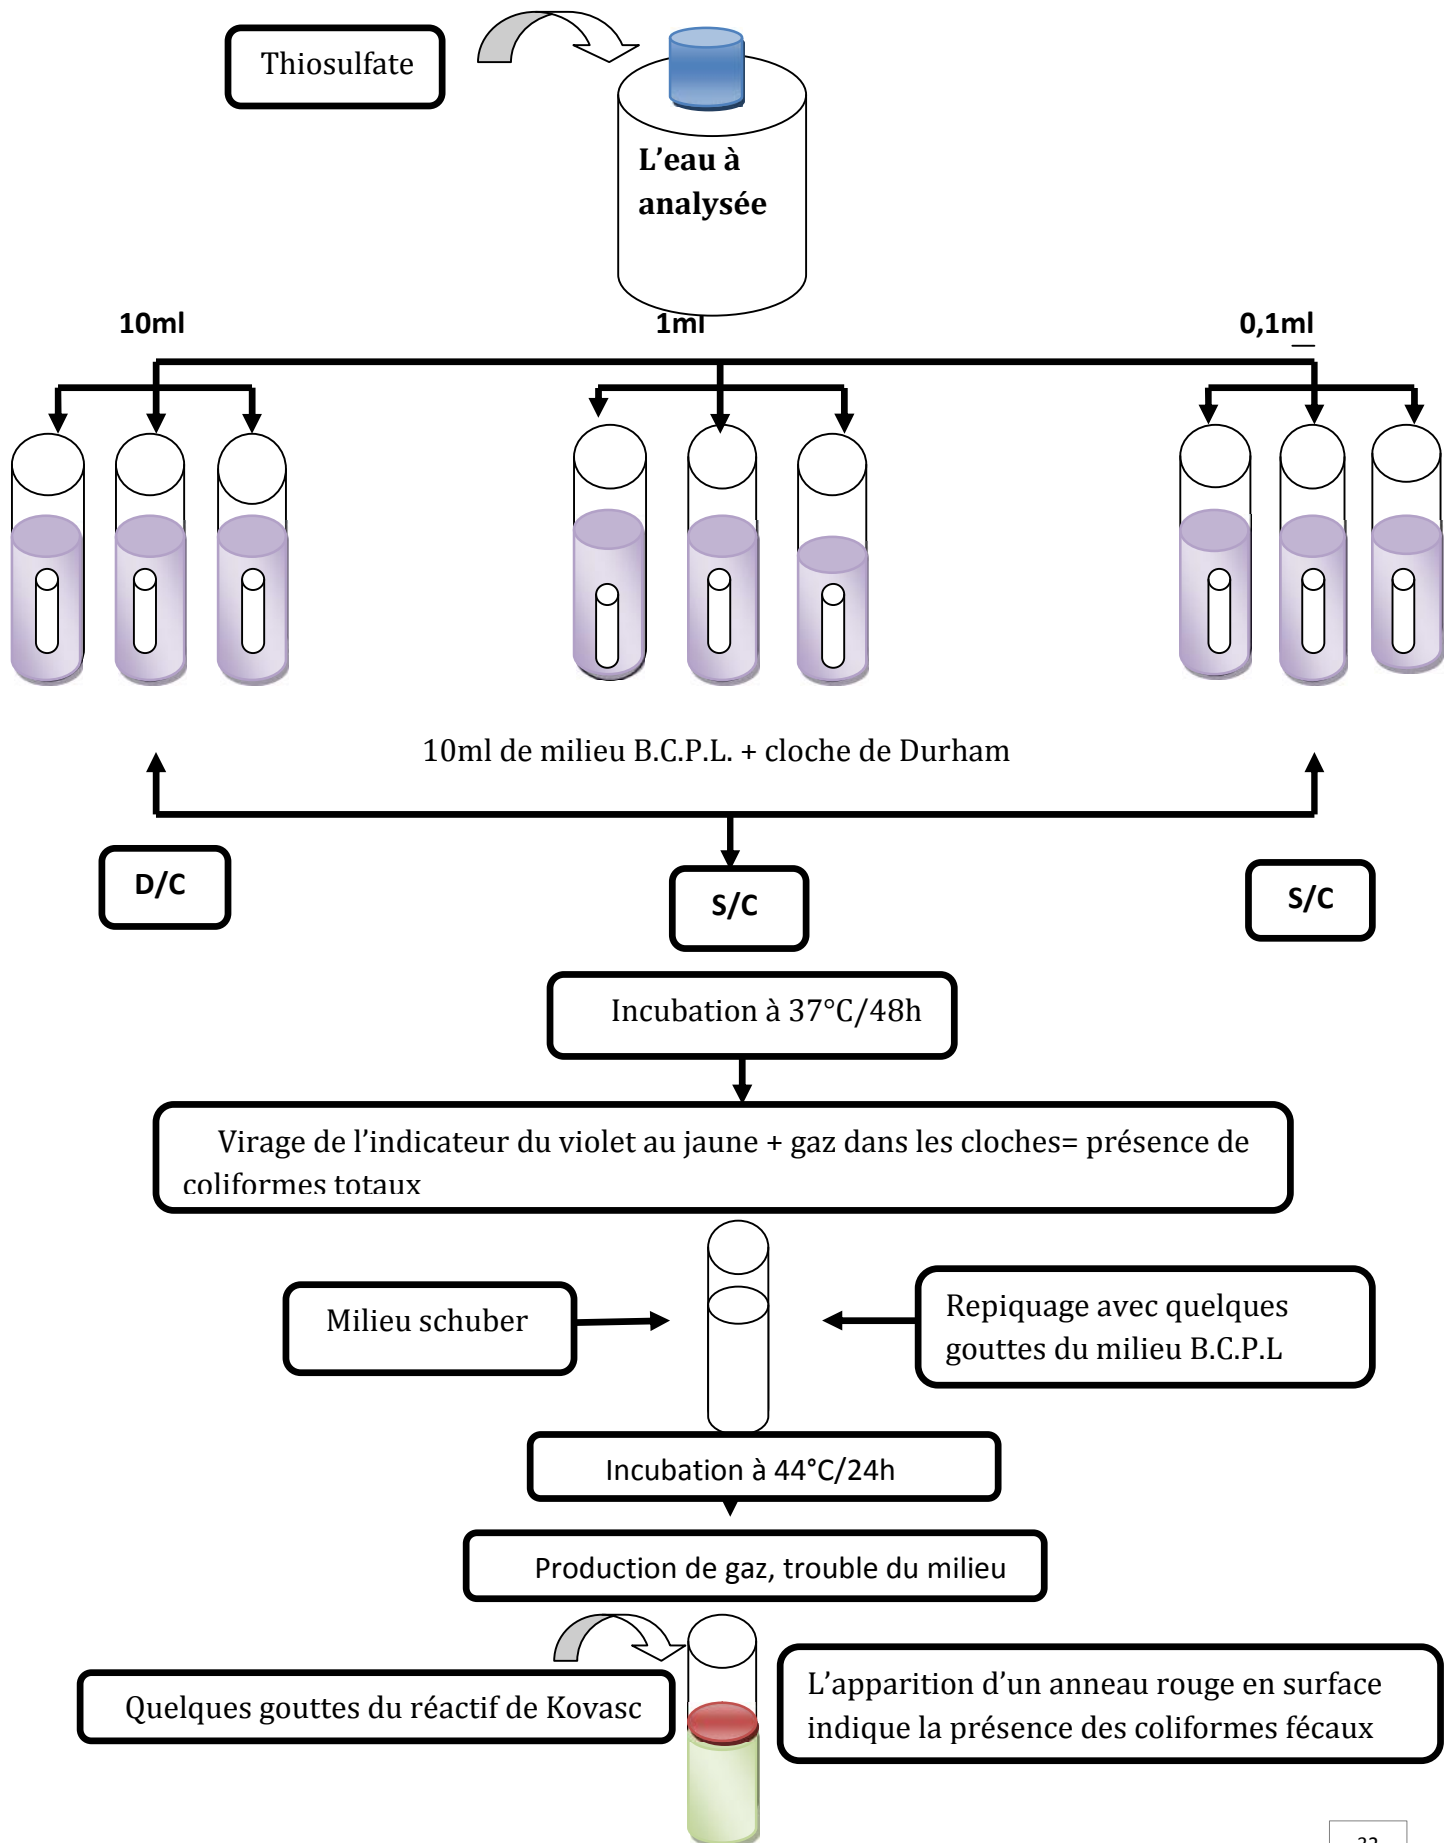 Thiosulfate
L’eau à
analysée
10ml
1ml
0,1ml
10ml de milieu B.C.P.L. + cloche de Durham
D/C
S/C
S/C
Incubation à 37°C/48h
Virage de l’indicateur du violet au jaune + gaz dans les cloches= présence de
coliformes totaux
Milieu schuber
Repiquage avec quelques
gouttes du milieu B.C.P.L
Incubation à 44°C/24h
Production de gaz, trouble du milieu
Quelques gouttes du réactif de Kovasc
L’apparition d’un anneau rouge en surface
indique la présence des coliformes fécaux